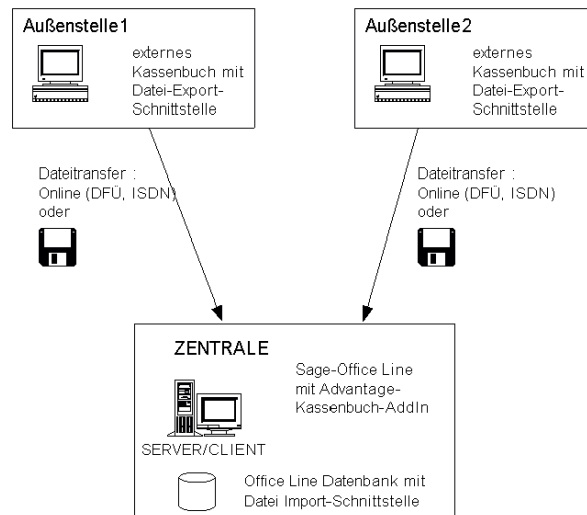 Außenstelle1
externes
Kassenbuch mit
Datei-Export-
Schnittstelle
Außenstelle2
externes
Kassenbuch mit
Datei-Export-
Schnittstelle
Dateitransfer :
Online (DFÜ, ISDN)
oder
Dateitransfer :
Online (DFÜ, ISDN)
oder
ZENTRALE
Sage-Office Line
mit Advantage-
Kassenbuch-AddIn
SERVER/CLIENT
Office Line Datenbank mit
Datei Import-Schnittstelle